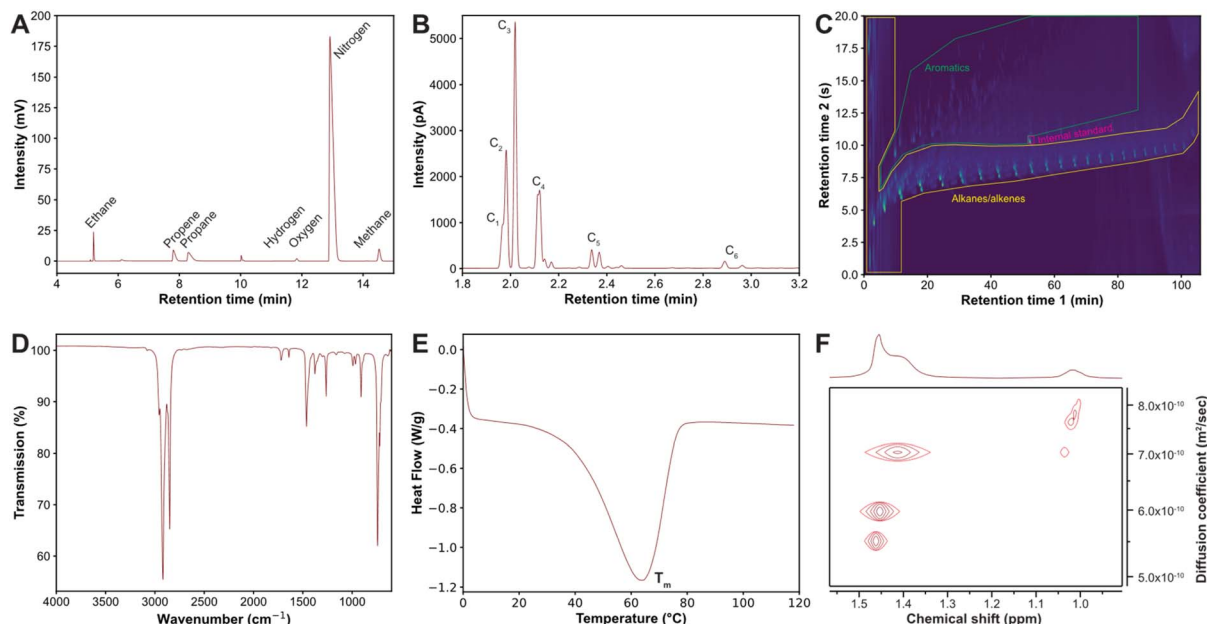 A
200
175
150
125
100
75
50
25
0
4
6
8
10
12
14
Intensity (mV)
Retention time (min)
Ethane
Propene
Propane
Hydrogen
Oxygen
Nitrogen
Methane
B
5000
4000
3000
2000
1000
0
1.8
2.0
2.2
2.4
2.6
2.8
3.0
3.2
Intensity (pA)
Retention time (min)
C₁
C₂
C₃
C₄
C₅
C₆
C
20.0
17.5
15.0
12.5
10.0
7.5
5.0
2.5
0.0
0
20
40
60
80
100
Retention time 2 (s)
Retention time 1 (min)
Aromatics
Internal standard
Alkanes/alkenes
D
100
90
80
70
60
4000
3000
2000
1000
Transmission (%)
Wavenumber (cm⁻¹)
E
0.0
−0.2
−0.4
−0.6
−0.8
−1.0
−1.2
0
20
40
60
80
100
120
Heat Flow (W/g)
Temperature (°C)
Tₘ
F
8.0x10⁻¹⁰
7.0x10⁻¹⁰
6.0x10⁻¹⁰
5.0x10⁻¹⁰
1.5
1.4
1.3
1.2
1.1
1.0
Diffusion coefficient (m²/sec)
Chemical shift (ppm)